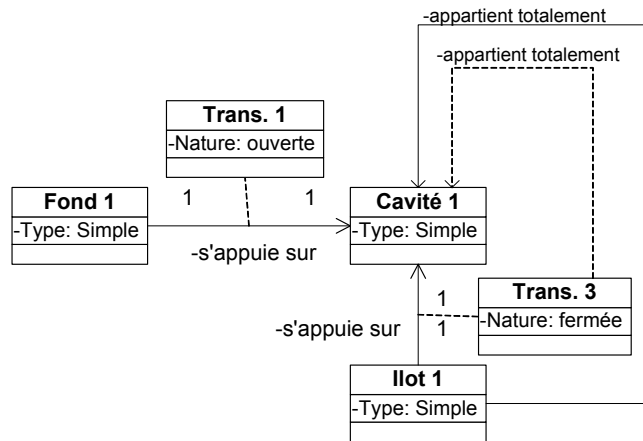 -appartient totalement
-appartient totalement
Trans. 1
-Nature: ouverte
Fond 1
-Type: Simple
1
1
Cavité 1
-Type: Simple
-s'appuie sur
Trans. 3
-Nature: fermée
1
1
-s'appuie sur
Ilot 1
-Type: Simple